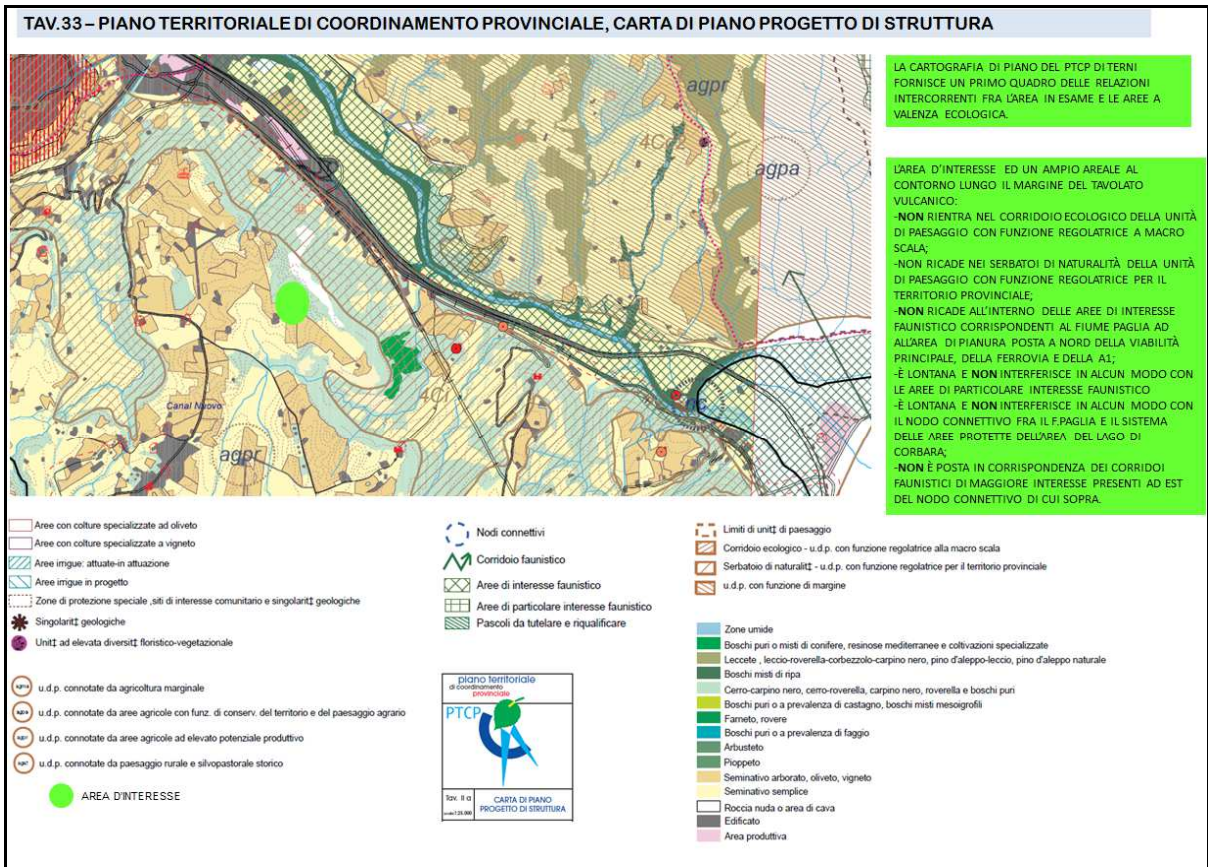 TAV.33 – PIANO TERRITORIALE DI COORDINAMENTO PROVINCIALE, CARTA DI PIANO PROGETTO DI STRUTTURA
LA CARTOGRAFIA DI PIANO DEL PTCP DI TERNI
FORNISCE UN PRIMO QUADRO DELLE RELAZIONI
INTERCORRENTI FRA L'AREA IN ESAME E LE AREE A
VALENZA ECOLOGICA.
L'AREA D'INTERESSE ED UN AMPIO AREALE AL
CONTORNO LUNGO IL MARGINE DEL TAVOLATO
VULCANICO:
-NON RIENTRA NEL CORRIDOIO ECOLOGICO DELLA UNITÀ
DI PAESAGGIO CON FUNZIONE REGOLATRICE A MACRO
SCALA;
-NON RICADE NEI SERBATOI DI NATURALITÀ DELLA UNITÀ
DI PAESAGGIO CON FUNZIONE REGOLATRICE PER IL
TERRITORIO PROVINCIALE;
-NON RICADE ALL'INTERNO DELLE AREE DI INTERESSE
FAUNISTICO CORRISPONDENTI AL FIUME PAGLIA AD
ALL'AREA DI PIANURA POSTA A NORD DELLA VIABILITÀ
PRINCIPALE, DELLA FERROVIA E DELLA A1;
-È LONTANA E NON INTERFERISCE IN ALCUN MODO CON
LE AREE DI PARTICOLARE INTERESSE FAUNISTICO
-È LONTANA E NON INTERFERISCE IN ALCUN MODO CON
IL NODO CONNETTIVO FRA IL F.PAGLIA E IL SISTEMA
DELLE AREE PROTETTE DELL'AREA DEL LAGO DI
CORBARA;
-NON È POSTA IN CORRISPONDENZA DEI CORRIDOI
FAUNISTICI DI MAGGIORE INTERESSE PRESENTI AD EST
DEL NODO CONNETTIVO DI CUI SOPRA.
agpr
agpa
4Cr
Canal Nuovo
agpr
Aree con colture specializzate ad oliveto
Aree con colture specializzate a vigneto
Aree irrigue: attuate-in attuazione
Aree irrigue in progetto
Zone di protezione speciale ,siti di interesse comunitario e singolarit‡ geologiche
Singolarit‡ geologiche
Unit‡ ad elevata diversit‡ floristico-vegetazionale
u.d.p. connotate da agricoltura marginale
u.d.p. connotate da aree agricole con funz. di conserv. del territorio e del paesaggio agrario
u.d.p. connotate da aree agricole ad elevato potenziale produttivo
u.d.p. connotate da paesaggio rurale e silvopastorale storico
AREA D'INTERESSE
Nodi connettivi
Corridoio faunistico
Aree di interesse faunistico
Aree di particolare interesse faunistico
Pascoli da tutelare e riqualificare
piano territoriale
di coordinamento
provinciale
PTCP
Tav. II a
CARTA DI PIANO
PROGETTO DI STRUTTURA
Limiti di unit‡ di paesaggio
Corridoio ecologico - u.d.p. con funzione regolatrice alla macro scala
Serbatoio di naturalit‡ - u.d.p. con funzione regolatrice per il territorio provinciale
u.d.p. con funzione di margine
Zone umide
Boschi puri o misti di conifere, resinose mediterranee e coltivazioni specializzate
Leccete , leccio-roverella-corbezzolo-carpino nero, pino d'aleppo-leccio, pino d'aleppo naturale
Boschi misti di ripa
Cerro-carpino nero, cerro-roverella, carpino nero, roverella e boschi puri
Boschi puri o a prevalenza di castagno, boschi misti mesoigrofili
Farneto, rovere
Boschi puri o a prevalenza di faggio
Arbusteto
Pioppeto
Seminativo arborato, oliveto, vigneto
Seminativo semplice
Roccia nuda o area di cava
Edificato
Area produttiva